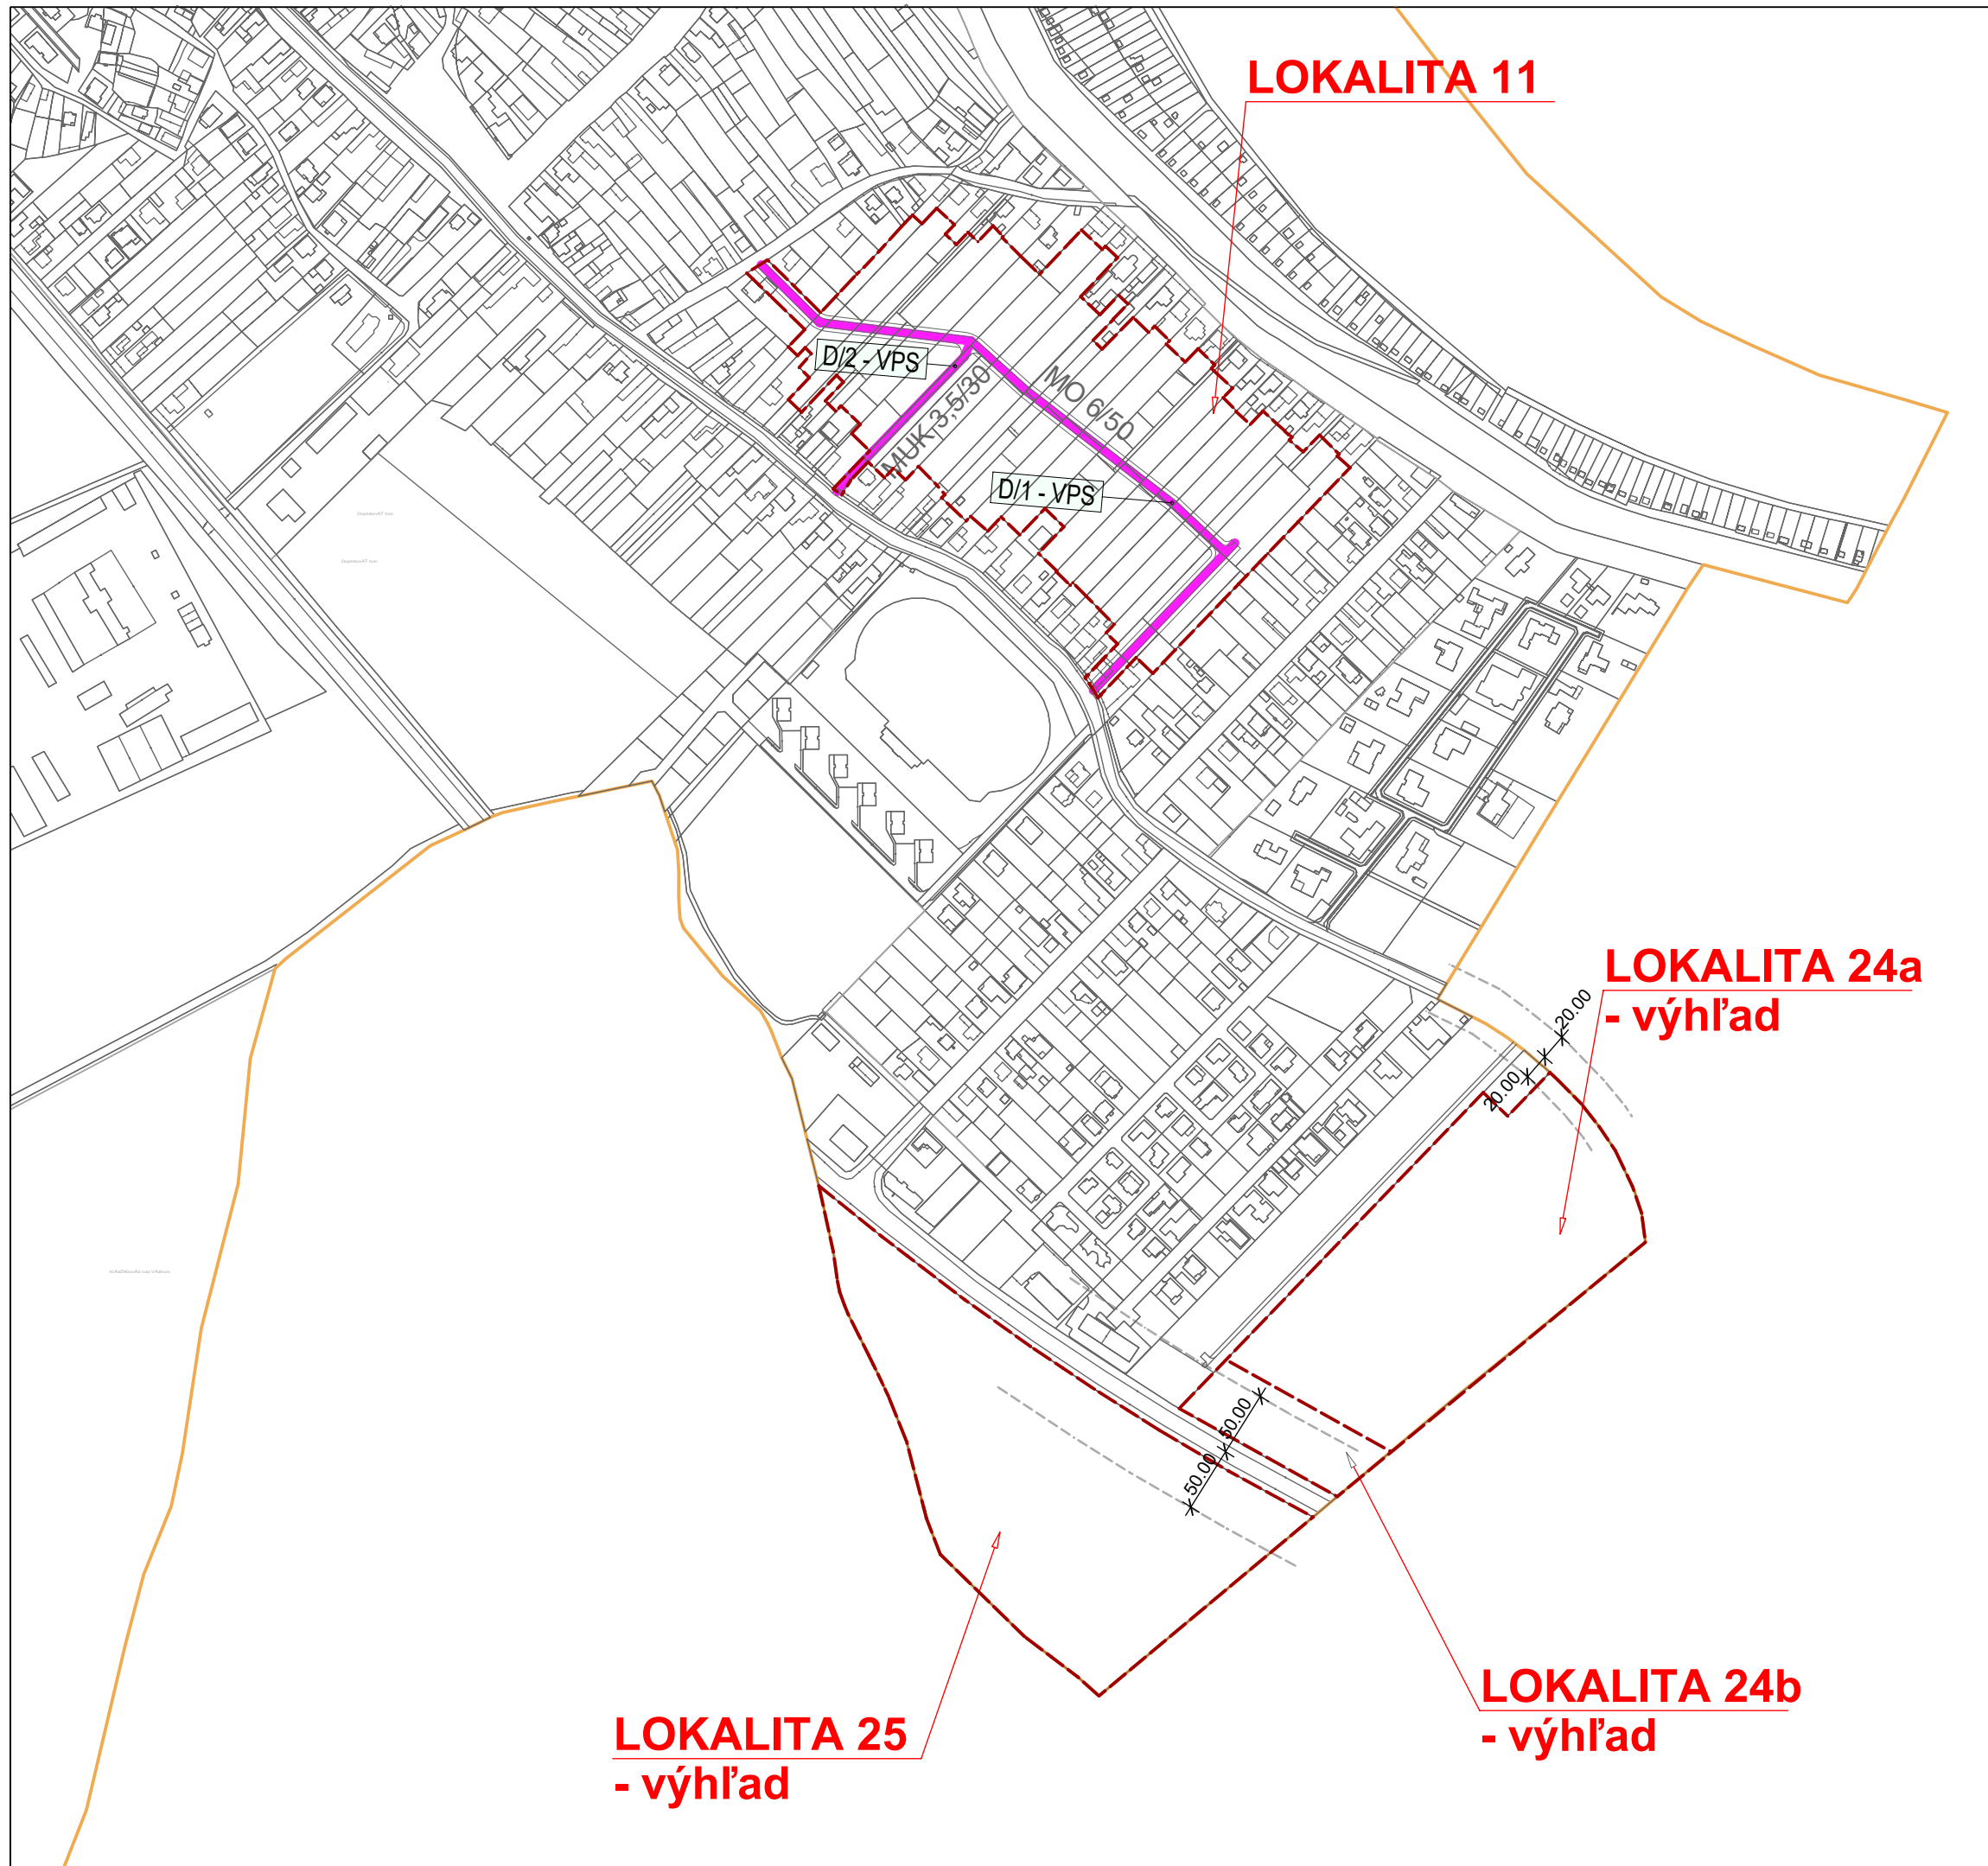 LOKALITA 11
D/2 - VPS
MUK 3,5/30
MO 6/50
D/1 - VPS
LOKALITA 24a
- výhľad
20.00
20.00
50.00
50.00
LOKALITA 24b
- výhľad
LOKALITA 25
- výhľad